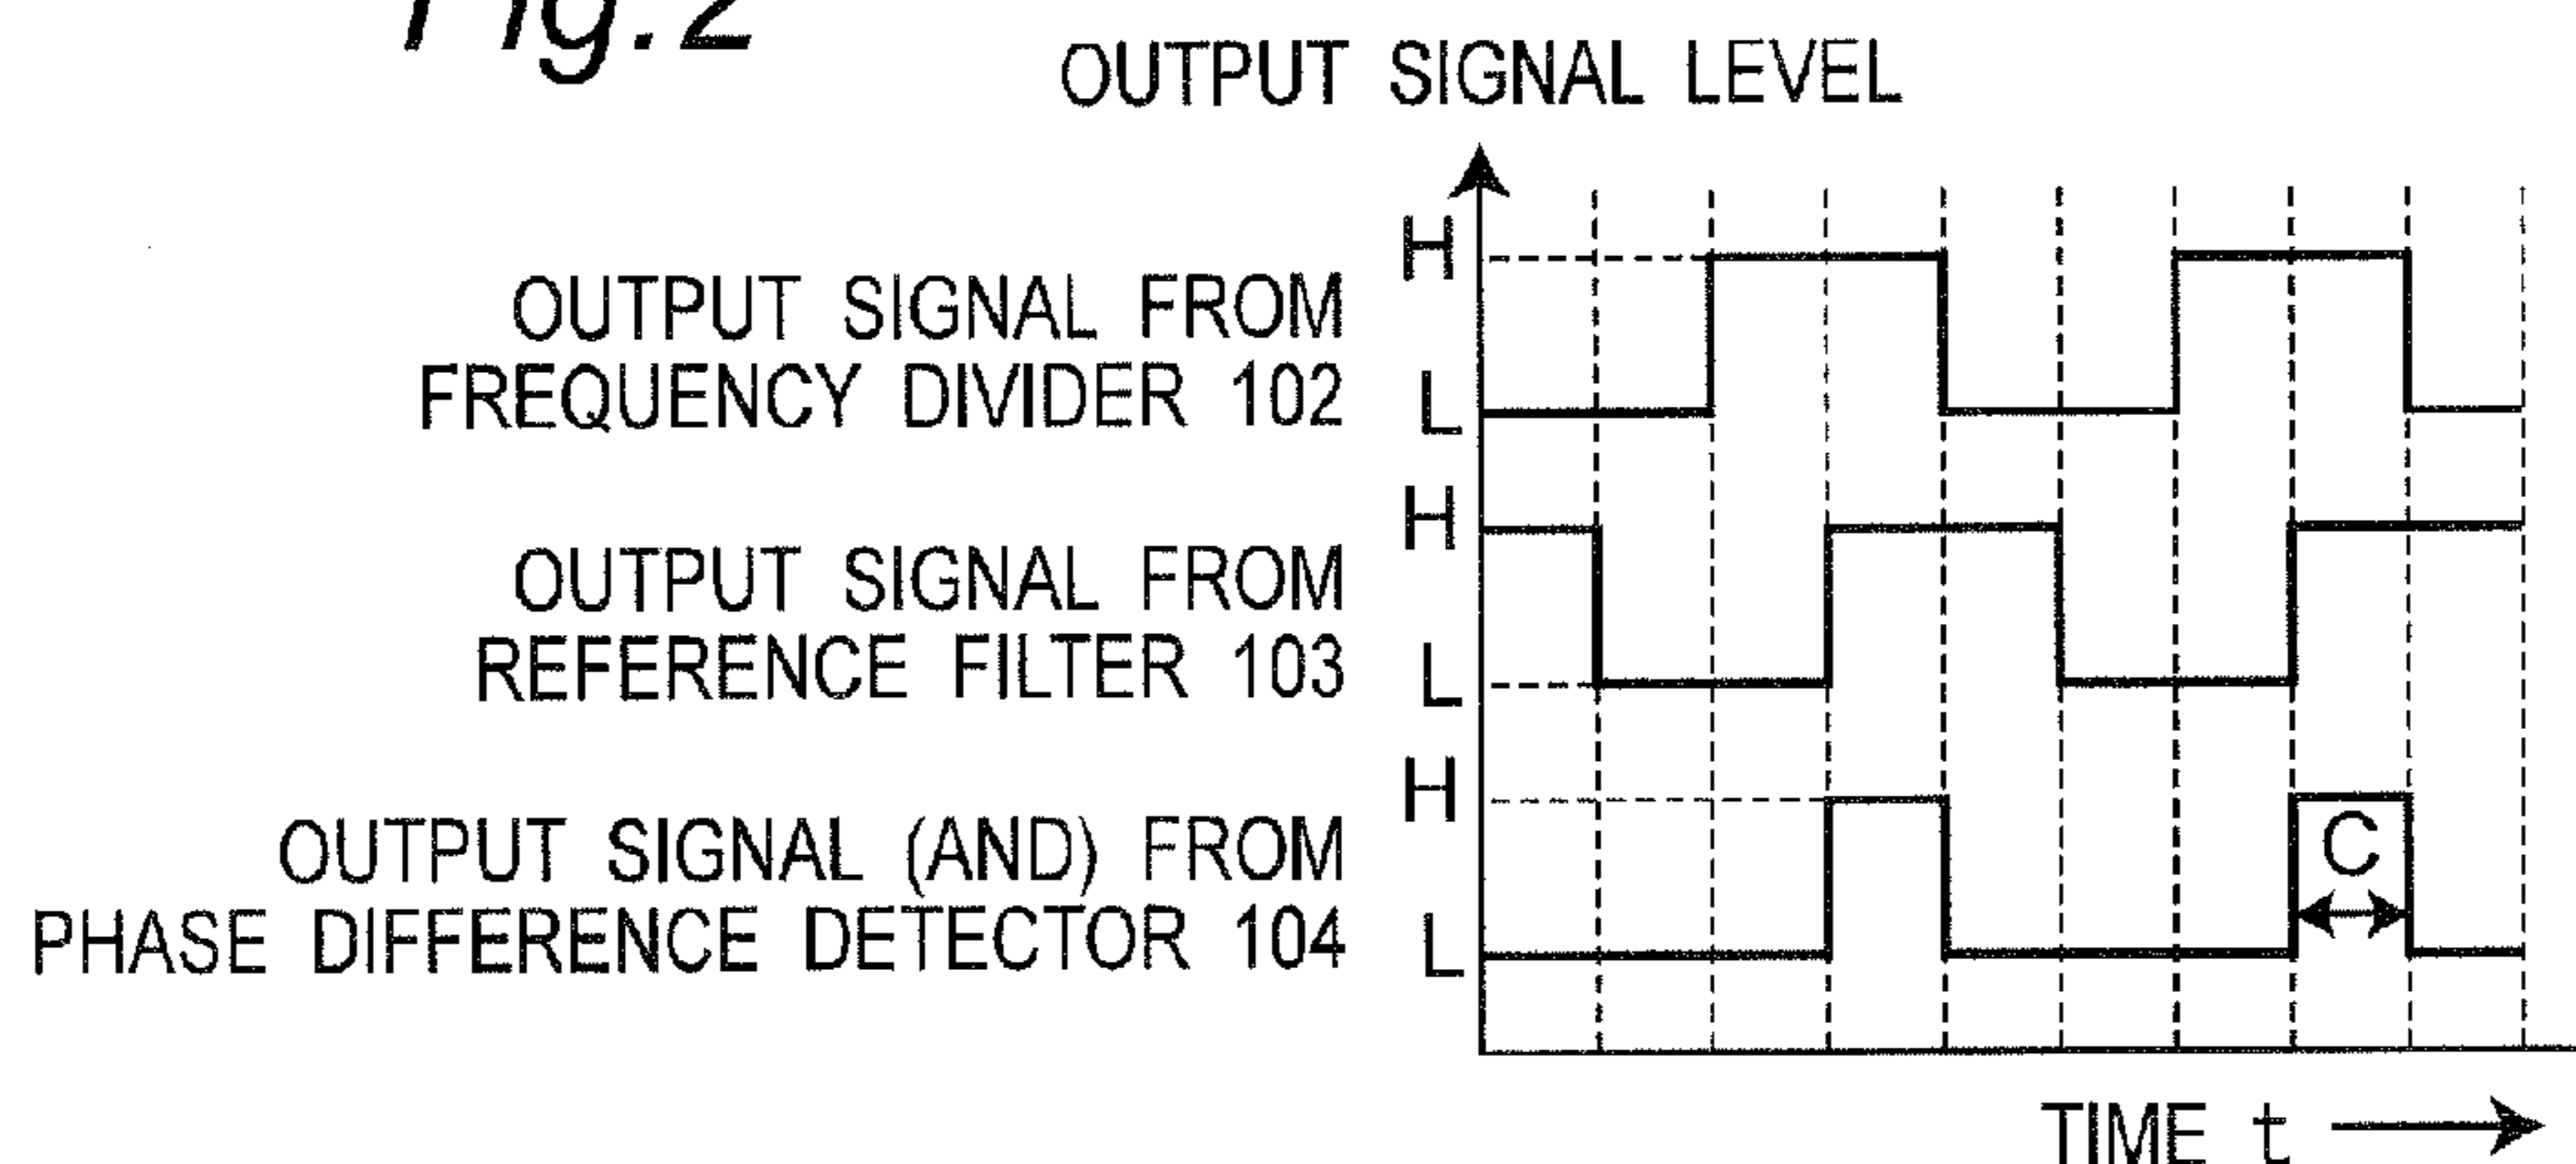 Fig.2
OUTPUT SIGNAL LEVEL
H
OUTPUT SIGNAL FROM
FREQUENCY DIVIDER 102
L
H
OUTPUT SIGNAL FROM
REFERENCE FILTER 103
L
H
OUTPUT SIGNAL (AND) FROM
PHASE DIFFERENCE DETECTOR 104
L
C
TIME t